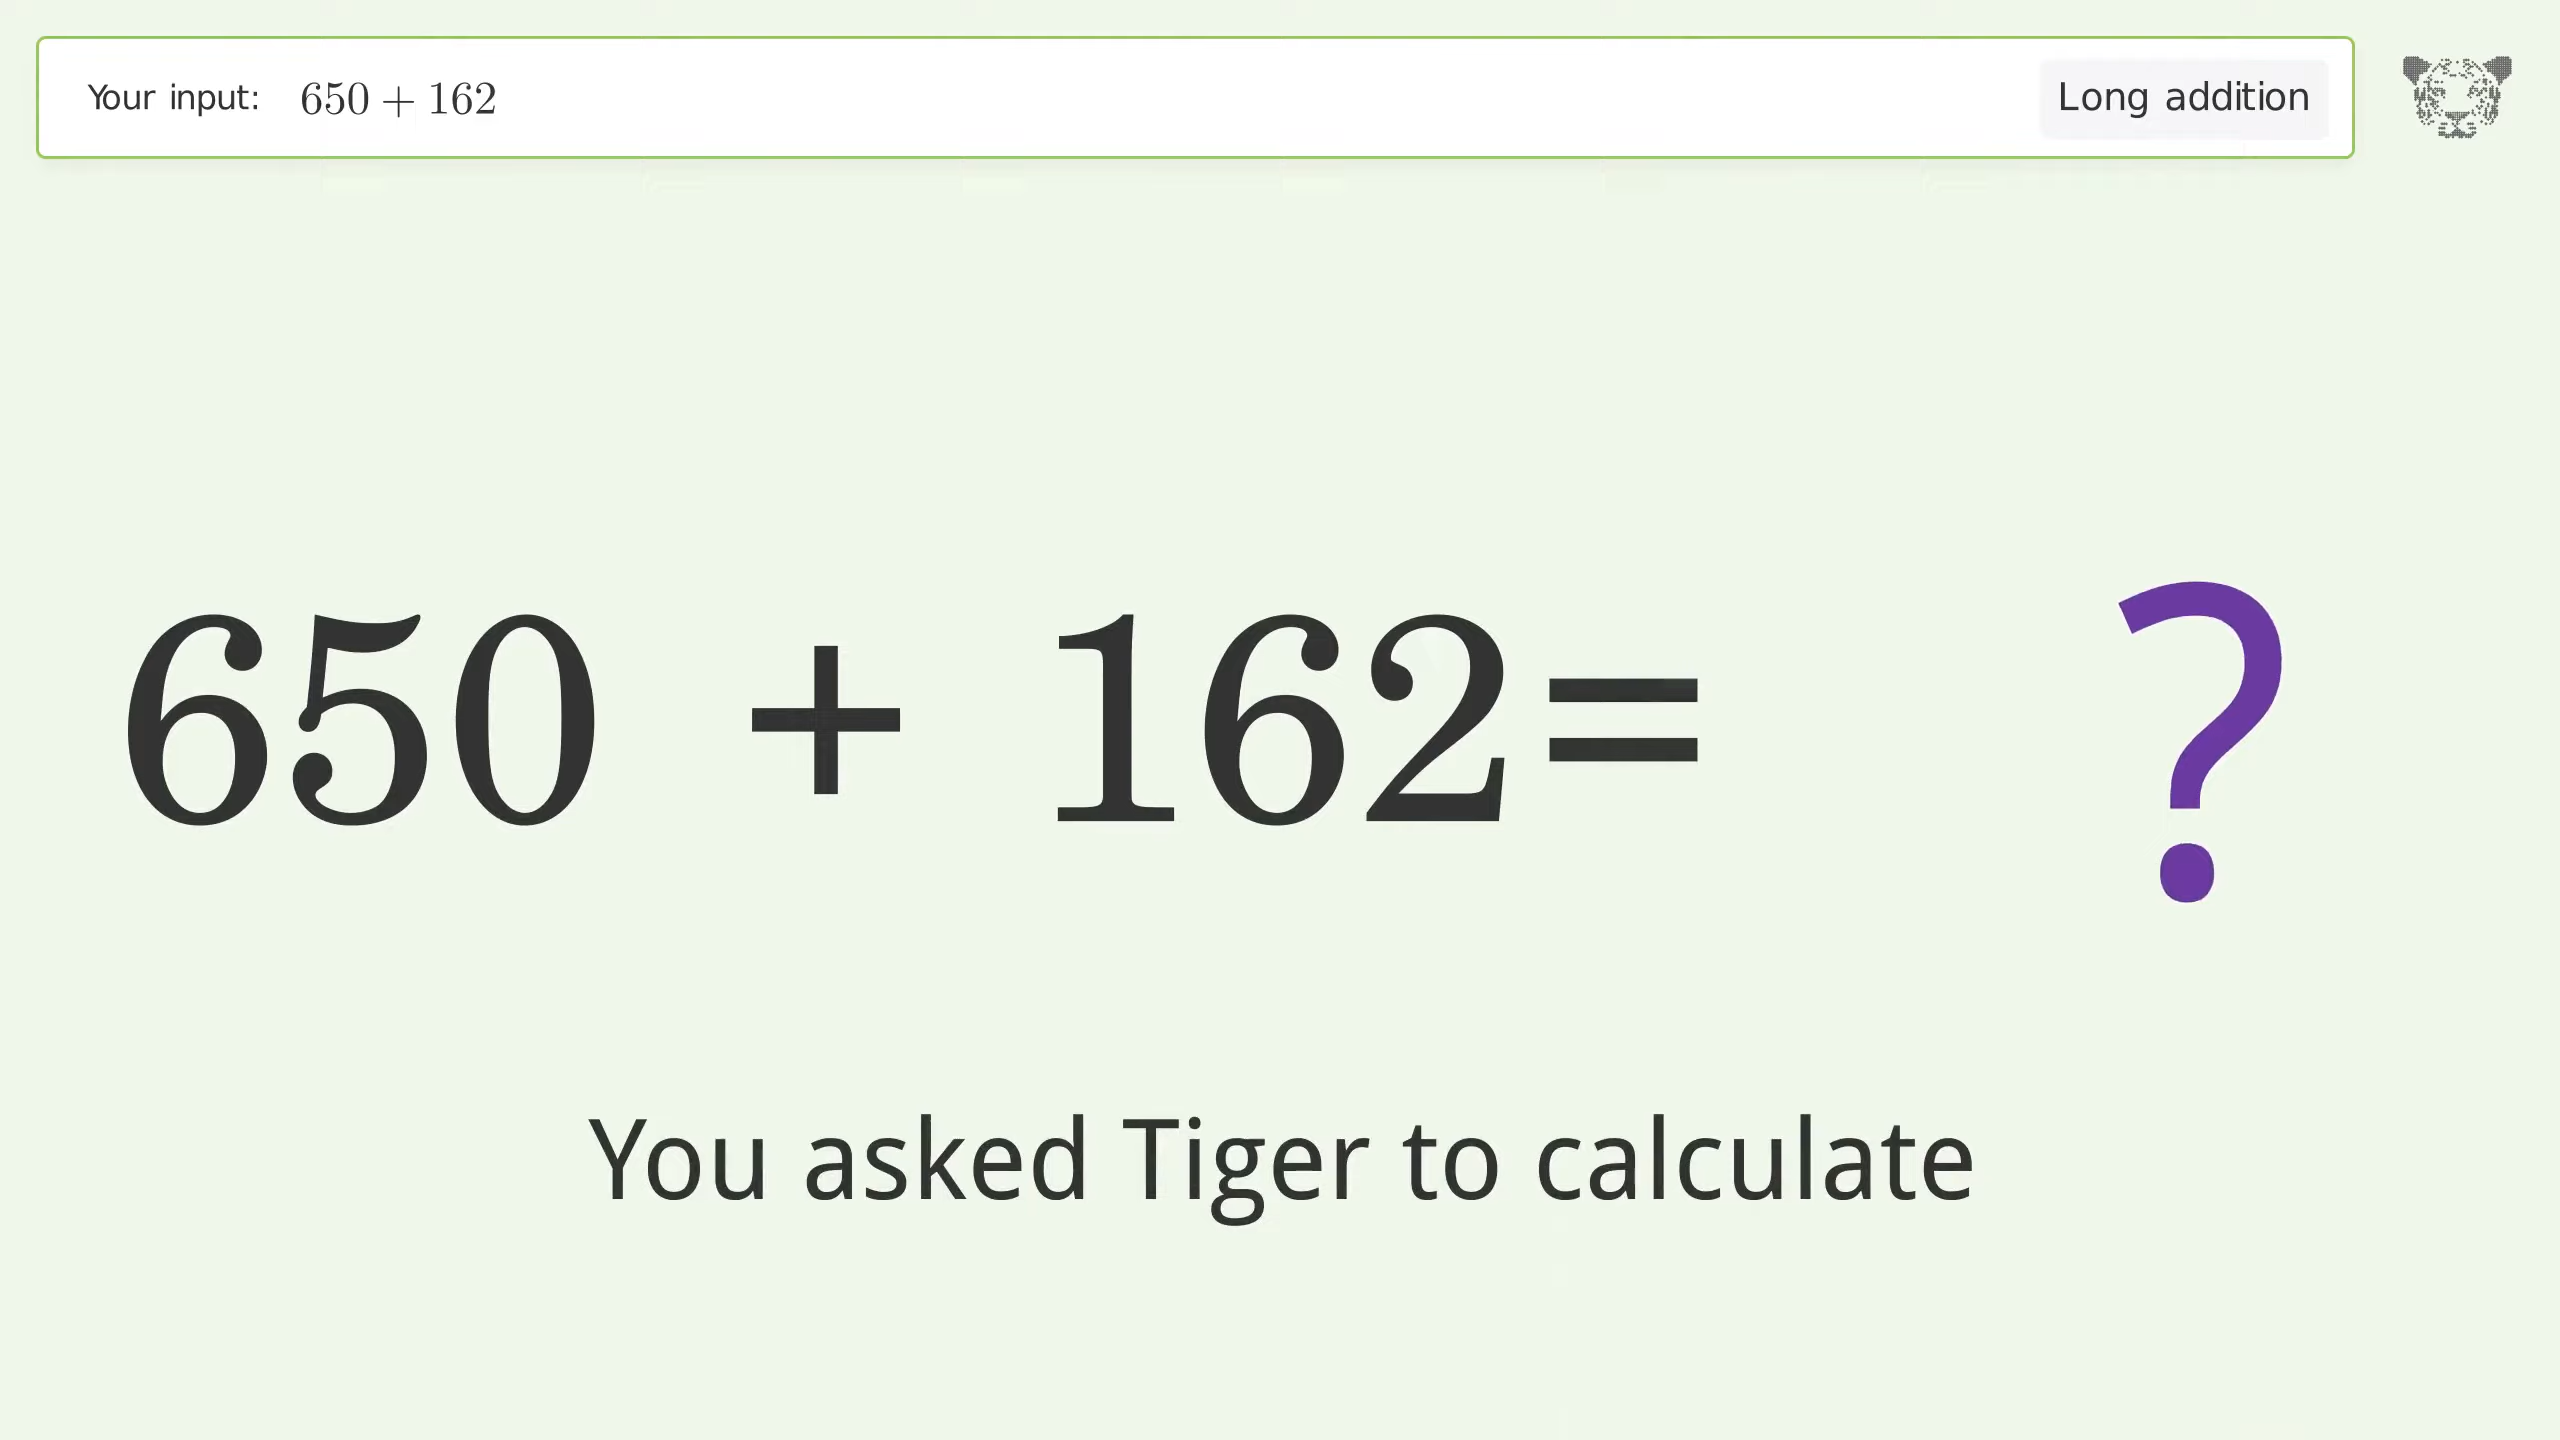 Your input: 650 + 162 Long addition
650 + 162 = ?
You asked Tiger to calculate